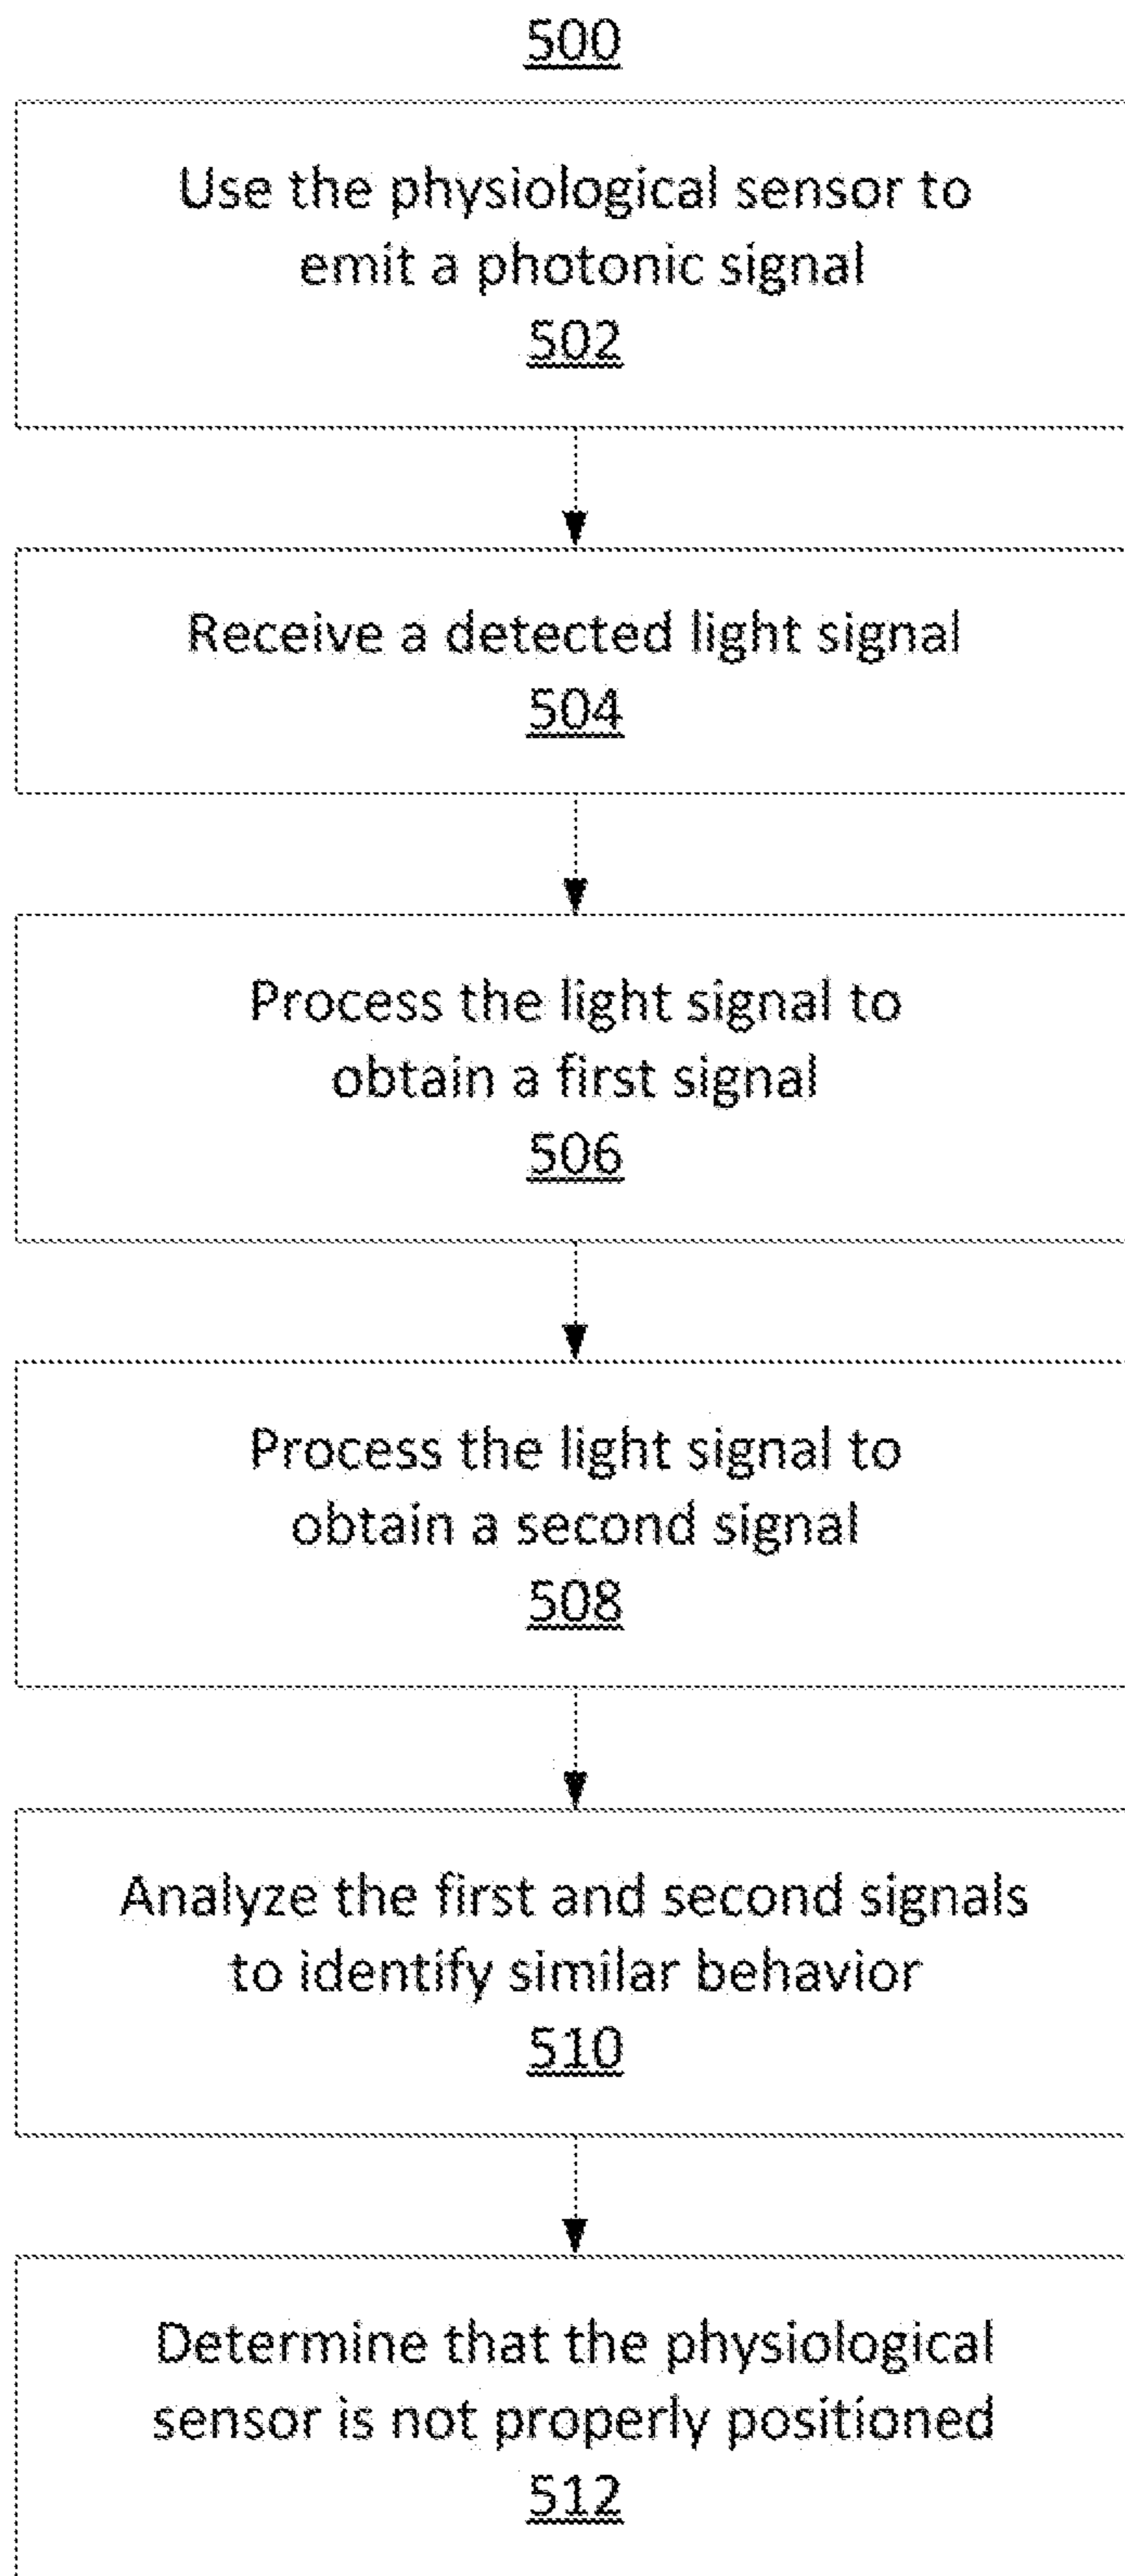 500
Use the physiological sensor to
emit a photonic signal
502
Receive a detected light signal
504
Process the light signal to
obtain a first signal
506
Process the light signal to
obtain a second signal
508
Analyze the first and second signals
to identify similar behavior
510
Determine that the physiological
sensor is not properly positioned
512